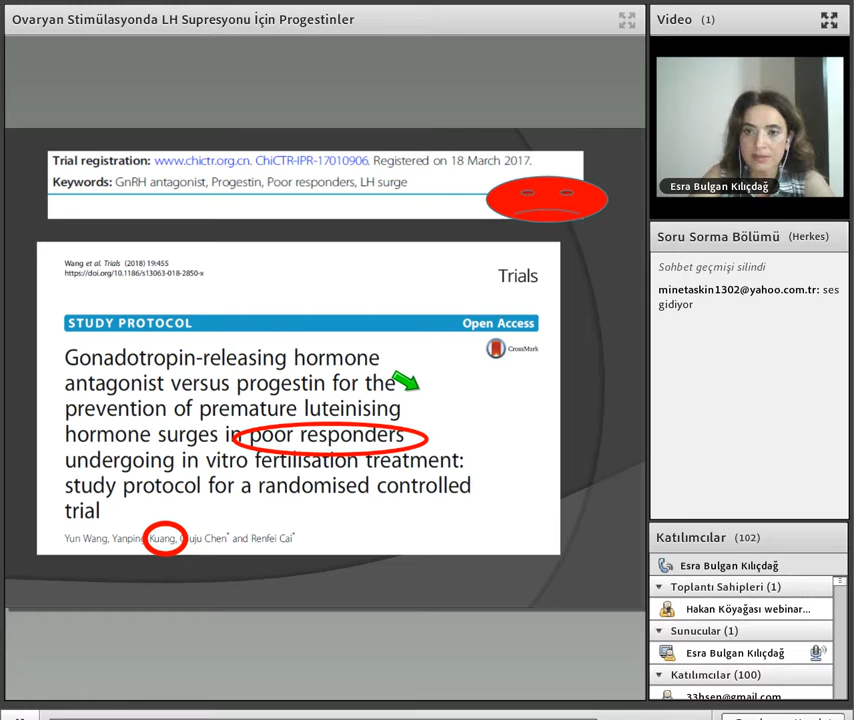 Ovaryan Stimülasyonda LH Supresyonu İçin Progestinler
Trial registration: www.chictr.org.cn. ChiCTR-IPR-17010906. Registered on 18 March 2017.
Keywords: GnRH antagonist, Progestin, Poor responders, LH surge
Wang et al. Trials (2018) 19:455
https://doi.org/10.1186/s13063-018-2850-x
Trials
STUDY PROTOCOL
Open Access
CrossMark
Gonadotropin-releasing hormone
antagonist versus progestin for the
prevention of premature luteinising
hormone surges in poor responders
undergoing in vitro fertilisation treatment:
study protocol for a randomised controlled
trial
Yun Wang, Yanping Kuang, Chen* and Renfei Cai*
Video (1)
Esra Bulgan Kılıçdağ
Soru Sorma Bölümü (Herkes)
Sohbet geçmişi silindi
minetaskin1302@yahoo.com.tr: ses
gidiyor
Katılımcılar (102)
Esra Bulgan Kılıçdağ
Toplantı Sahipleri (1)
Hakan Köyağası webinar...
Sunucular (1)
Esra Bulgan Kılıçdağ
Katılımcılar (100)
33bsen@gmail.com